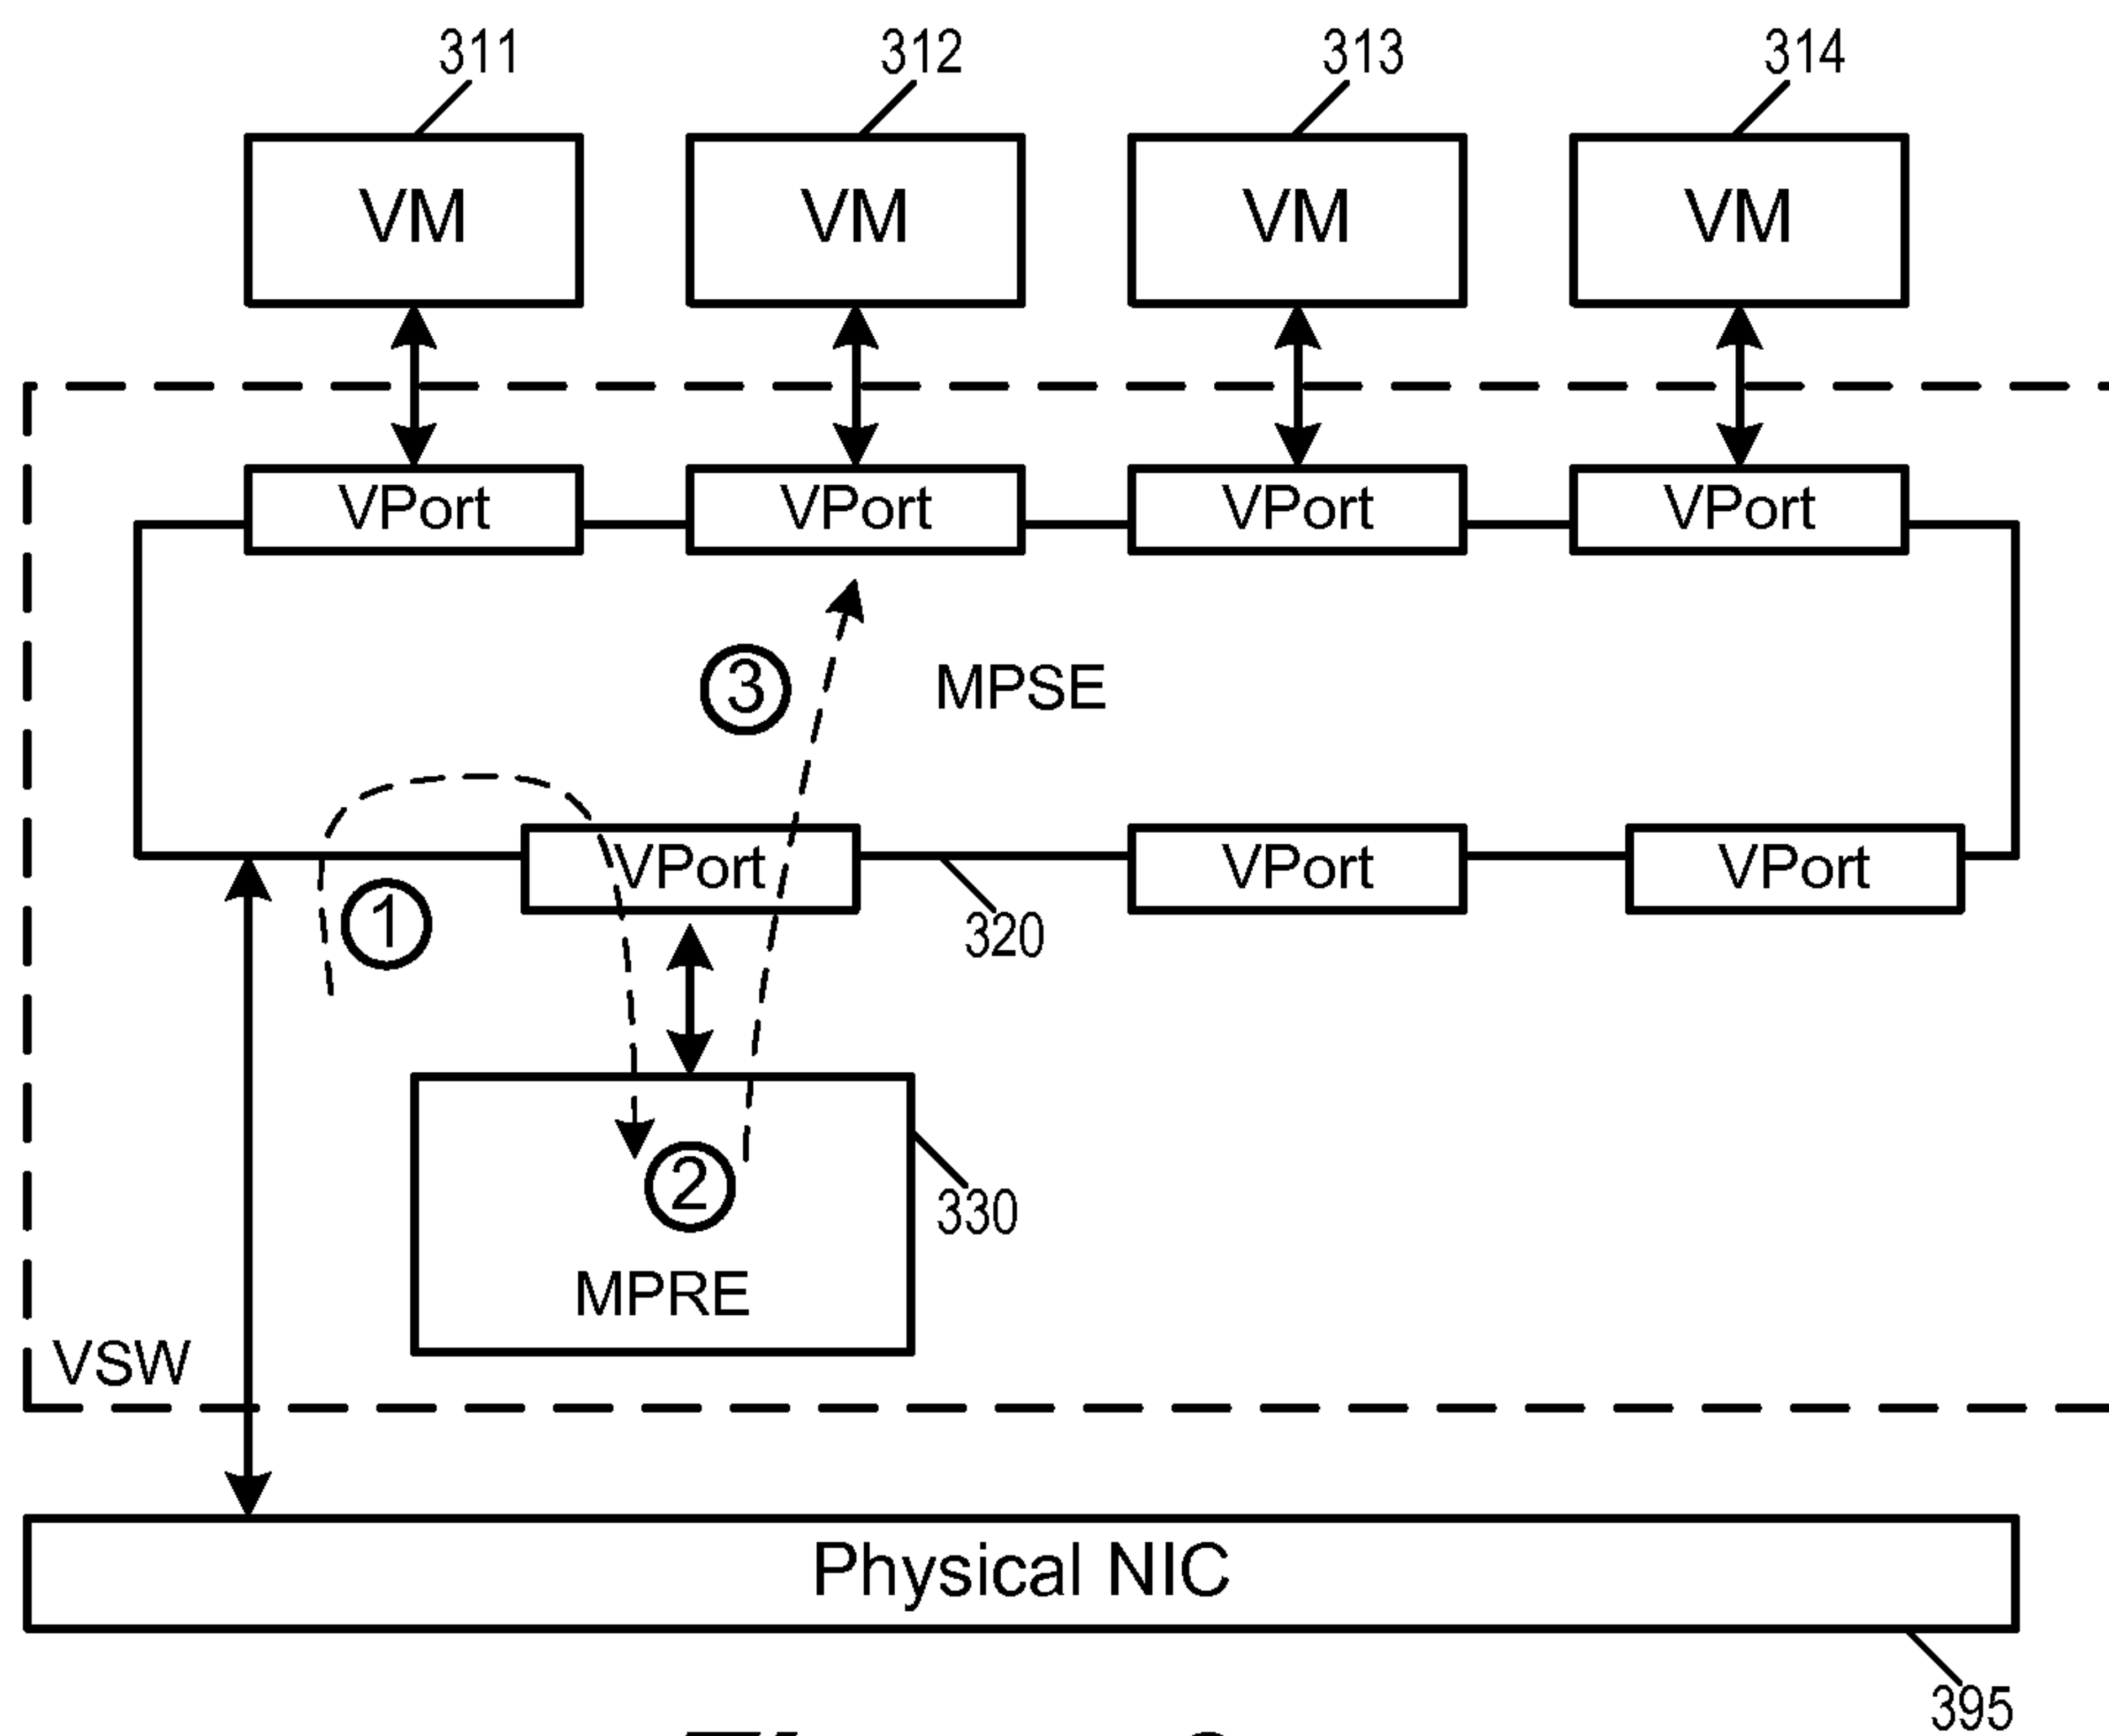 311 312 313 314
VM VM VM VM
VPort VPort VPort VPort
3 MPSE
VPort VPort VPort
1 320
2 330
MPRE
VSW
Physical NIC
395